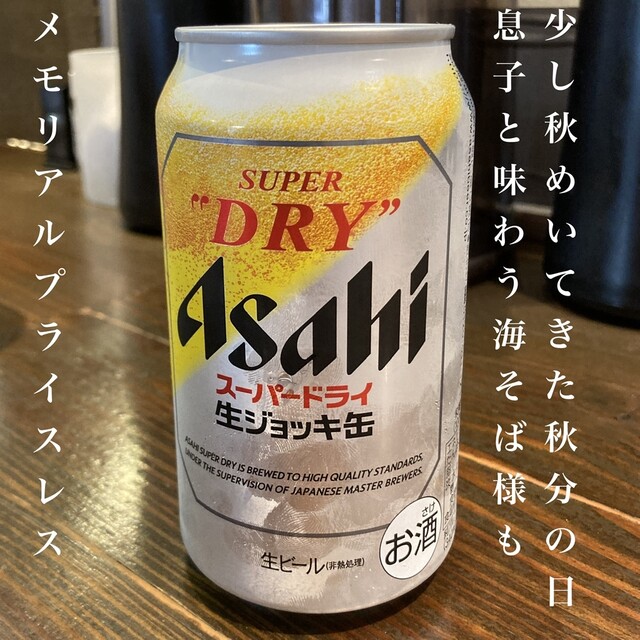 少し秋めいてきた秋分の日
息子と味わう海そば様も
メモリアルプライスレス
SUPER
"DRY"
Asahi
スーパードライ
生ジョッキ缶
ASAHI SUPER DRY IS BREWED TO HIGH QUALITY STANDARDS,
UNDER THE SUPERVISION OF JAPANESE MASTER BREWERS.
さけ
お酒
生ビール(非熱処理)